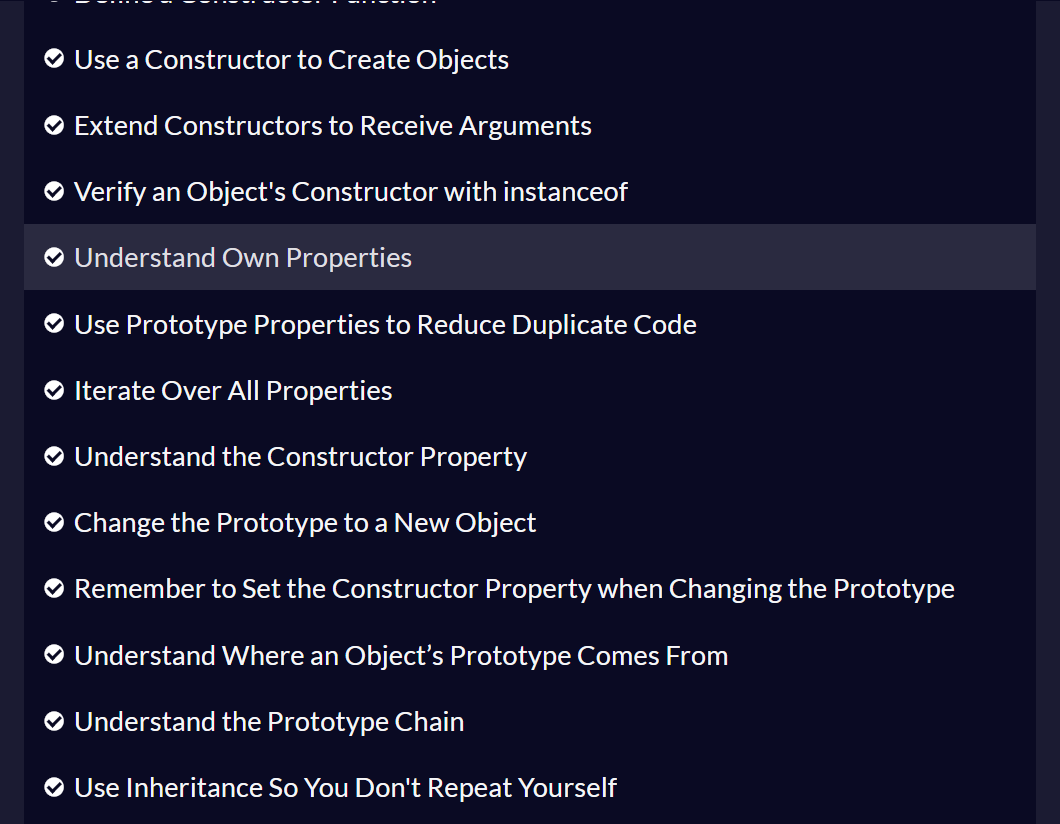 Define a Constructor Function
Use a Constructor to Create Objects
Extend Constructors to Receive Arguments
Verify an Object's Constructor with instanceof
Understand Own Properties
Use Prototype Properties to Reduce Duplicate Code
Iterate Over All Properties
Understand the Constructor Property
Change the Prototype to a New Object
Remember to Set the Constructor Property when Changing the Prototype
Understand Where an Object’s Prototype Comes From
Understand the Prototype Chain
Use Inheritance So You Don't Repeat Yourself